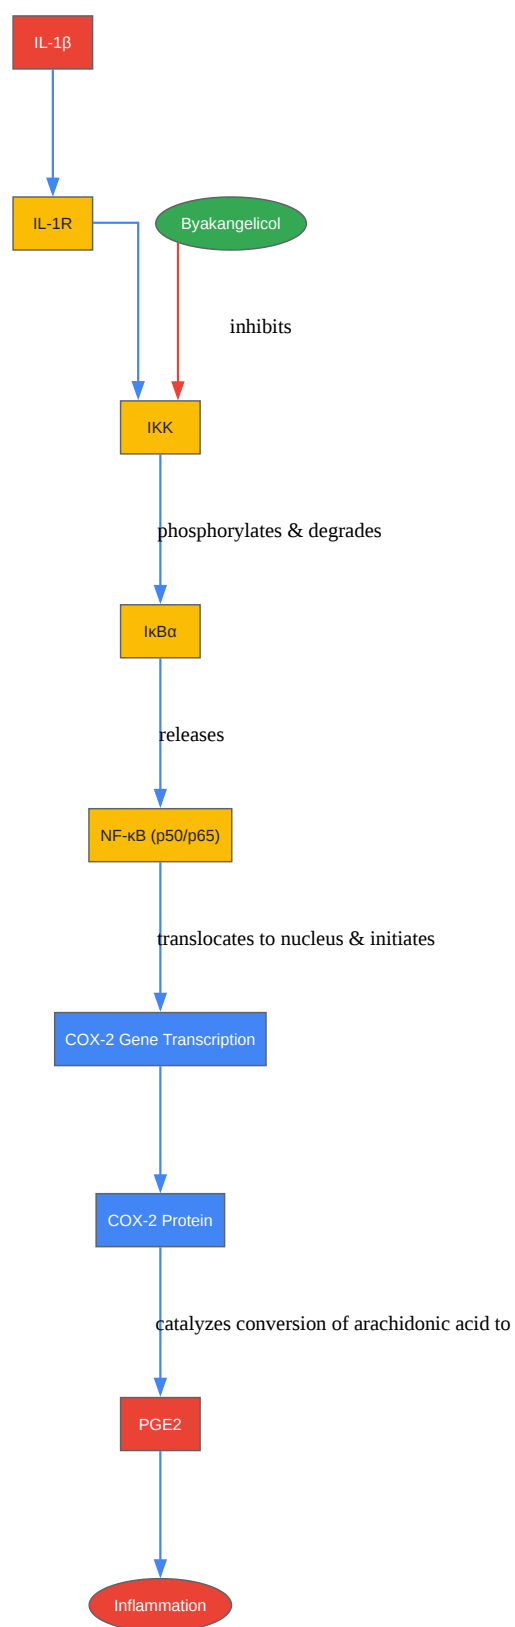 IL-1β
IL-1R
Byakangelicol
inhibits
IKK
phosphorylates & degrades
IκBα
releases
NF-κB (p50/p65)
translocates to nucleus & initiates
COX-2 Gene Transcription
COX-2 Protein
catalyzes conversion of arachidonic acid to
PGE2
Inflammation